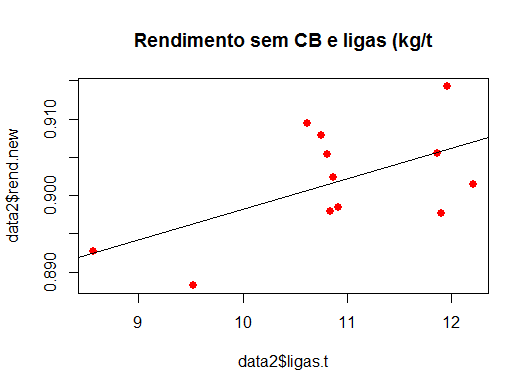 Rendimento sem CB e ligas (kg/t
data2$rend.new
0.910
0.900
0.890
9
10
11
12
data2$ligas.t